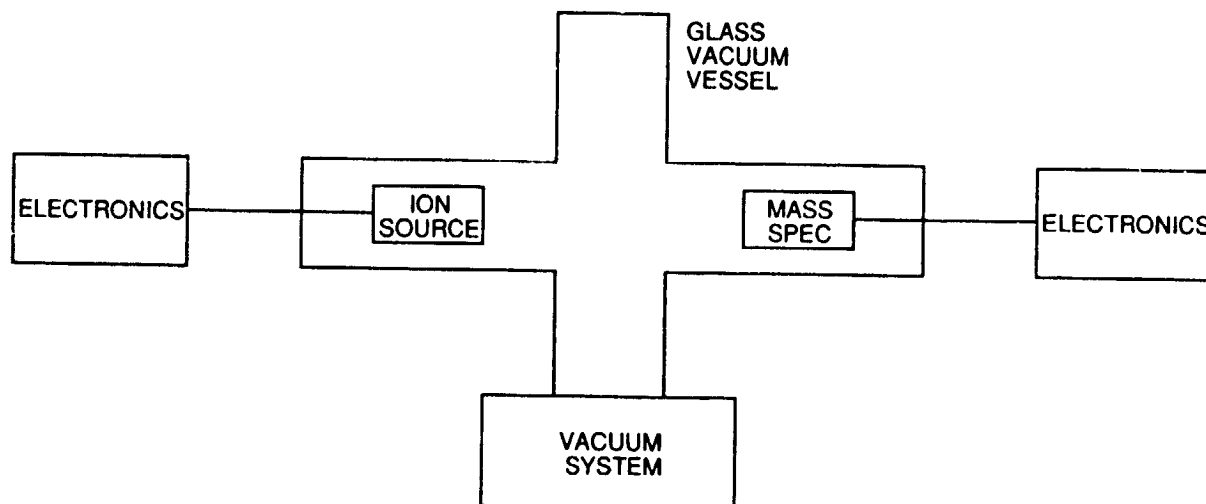 GLASS
VACUUM
VESSEL
ELECTRONICS
ION
SOURCE
MASS
SPEC
ELECTRONICS
VACUUM
SYSTEM